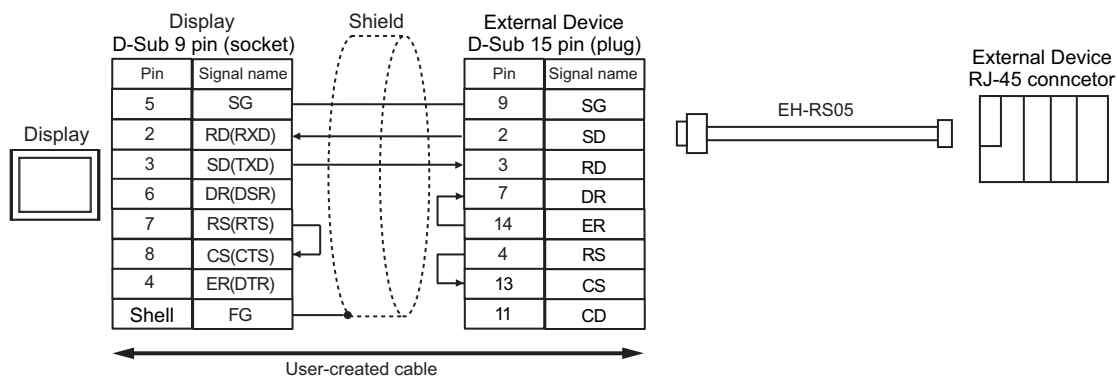 Display
D-Sub 9 pin (socket)
Shield
External Device
D-Sub 15 pin (plug)
External Device
RJ-45 conncetor
Pin Signal name
Pin Signal name
5 SG
9 SG
EH-RS05
Display
2 RD(RXD)
2 SD
3 SD(TXD)
3 RD
6 DR(DSR)
7 DR
7 RS(RTS)
14 ER
8 CS(CTS)
4 RS
4 ER(DTR)
13 CS
Shell FG
11 CD
User-created cable